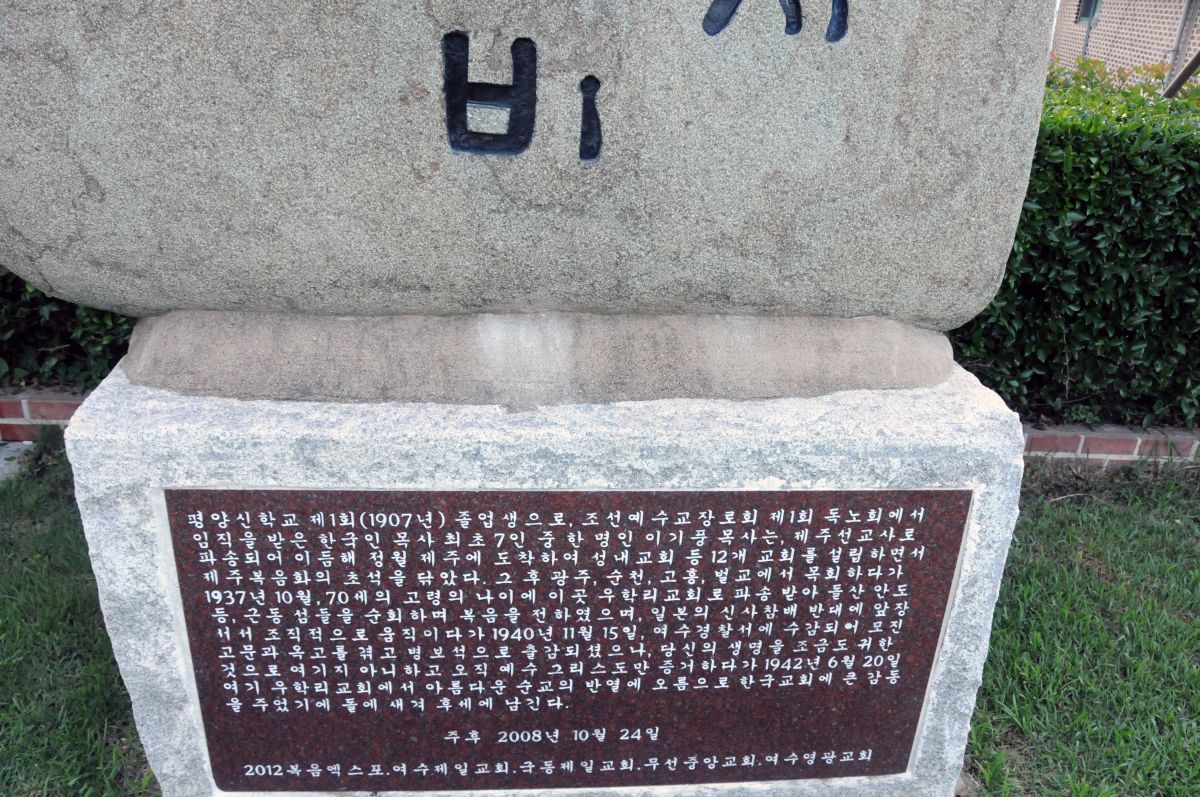 비
평양신학교 제1회(1907년) 졸업생으로, 조선예수교장로회 제1회 독노회에서
임직을 받은 한국인 목사 최초 7인 중 한 명인 이기풍 목사는, 제주선교사로
파송되어 이듬해 정월 제주에 도착하여 성내교회 등 12개 교회를 설립하면서
제주복음화의 초석을 닦았다. 그 후 광주, 순천, 고흥, 벌교에서 목회하다가
1937년 10월, 70세의 고령의 나이에 이곳 우학리교회로 파송 받아 돌산 안도
등, 근동 섬들을 순회하며 복음을 전하였으며, 일본의 신사참배 반대에 앞장
서서 조직적으로 움직이다가 1940년 11월 15일, 여수경찰서에 수감되어 모진
고문과 옥고를 겪고 병보석으로 출감되셨으나, 당신의 생명을 조금도 귀한
것으로 여기지 아니하고 오직 예수 그리스도만 증거하다가 1942년 6월 20일
여기 우학리교회에서 아름다운 순교의 반열에 오름으로 한국교회에 큰 감동
을 주었기에 돌에 새겨 후세에 남긴다.
주후 2008년 10월 24일
2012복음엑스포.여수제일교회.국동제일교회.무선중앙교회.여수영광교회